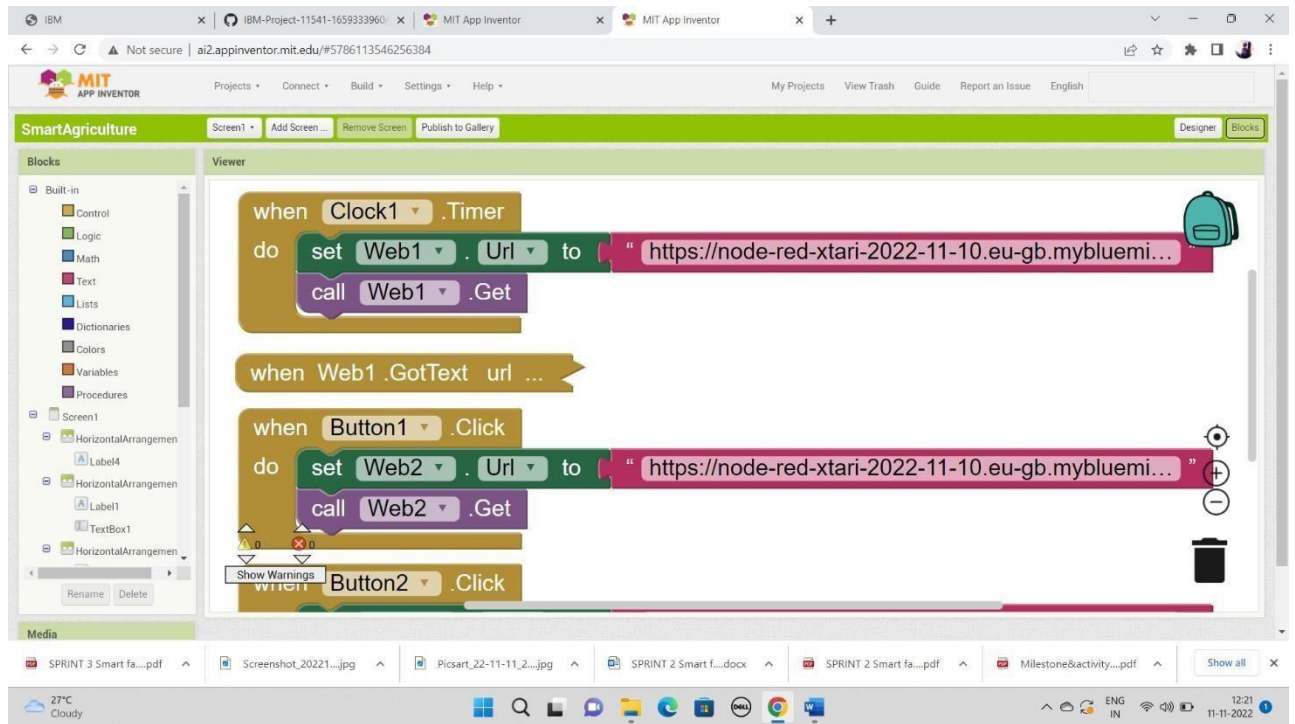 IBM
IBM-Project-11541-1659333960/
MIT App Inventor
MIT App Inventor
Not secure | ai2.appinventor.mit.edu/#5786113546256384
MIT
APP INVENTOR
Projects Connect Build Settings Help
My Projects View Trash Guide Report an Issue English
SmartAgriculture
Screen1 Add Screen ... Remove Screen Publish to Gallery
Designer Blocks
Blocks
Viewer
Built-in
Control
Logic
Math
Text
Lists
Dictionaries
Colors
Variables
Procedures
Screen1
HorizontalArrangemen
Label4
HorizontalArrangemen
Label1
TextBox1
HorizontalArrangemen
Rename Delete
Media
when Clock1 .Timer
do set Web1 . Url to “ https://node-red-xtari-2022-11-10.eu-gb.mybluemi… ”
call Web1 .Get
when Web1 .GotText url ...
when Button1 .Click
do set Web2 . Url to “ https://node-red-xtari-2022-11-10.eu-gb.mybluemi… ”
call Web2 .Get
0 0
Show Warnings
when Button2 .Click
SPRINT 3 Smart fa....pdf
Screenshot_20221...jpg
Picsart_22-11-11_2....jpg
SPRINT 2 Smart f....docx
SPRINT 2 Smart fa....pdf
Milestone&activity....pdf
Show all
27°C
Cloudy
DELL
ENG
IN
12:21
11-11-2022
1